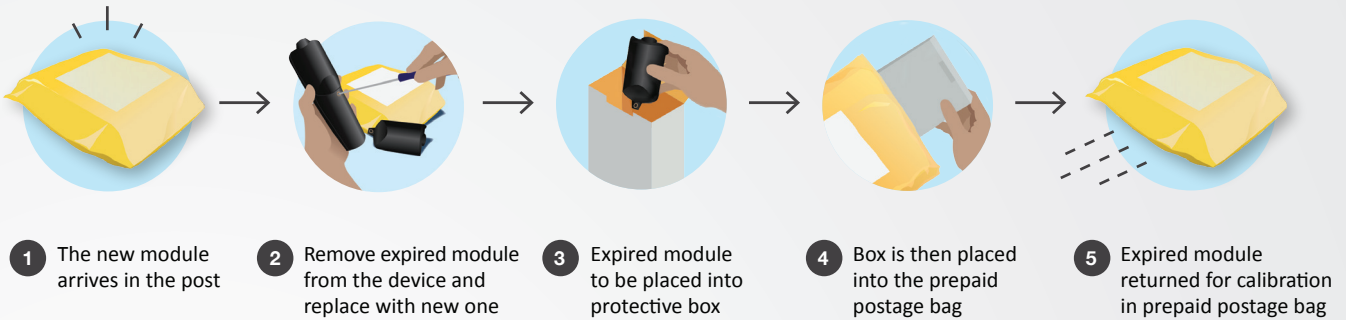 1
The new module
arrives in the post
2
Remove expired module
from the device and
replace with new one
3
Expired module
to be placed into
protective box
4
Box is then placed
into the prepaid
postage bag
5
Expired module
returned for calibration
in prepaid postage bag